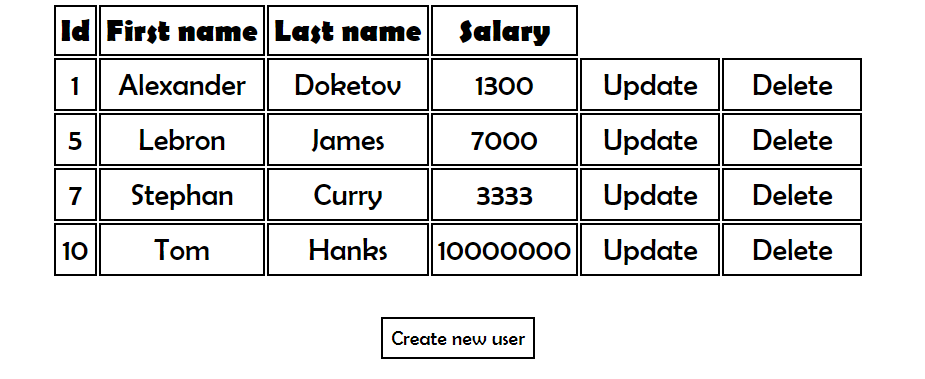 Id First name Last name Salary
1 Alexander Doketov 1300 Update Delete
5 Lebron James 7000 Update Delete
7 Stephan Curry 3333 Update Delete
10 Tom Hanks 10000000 Update Delete
Create new user